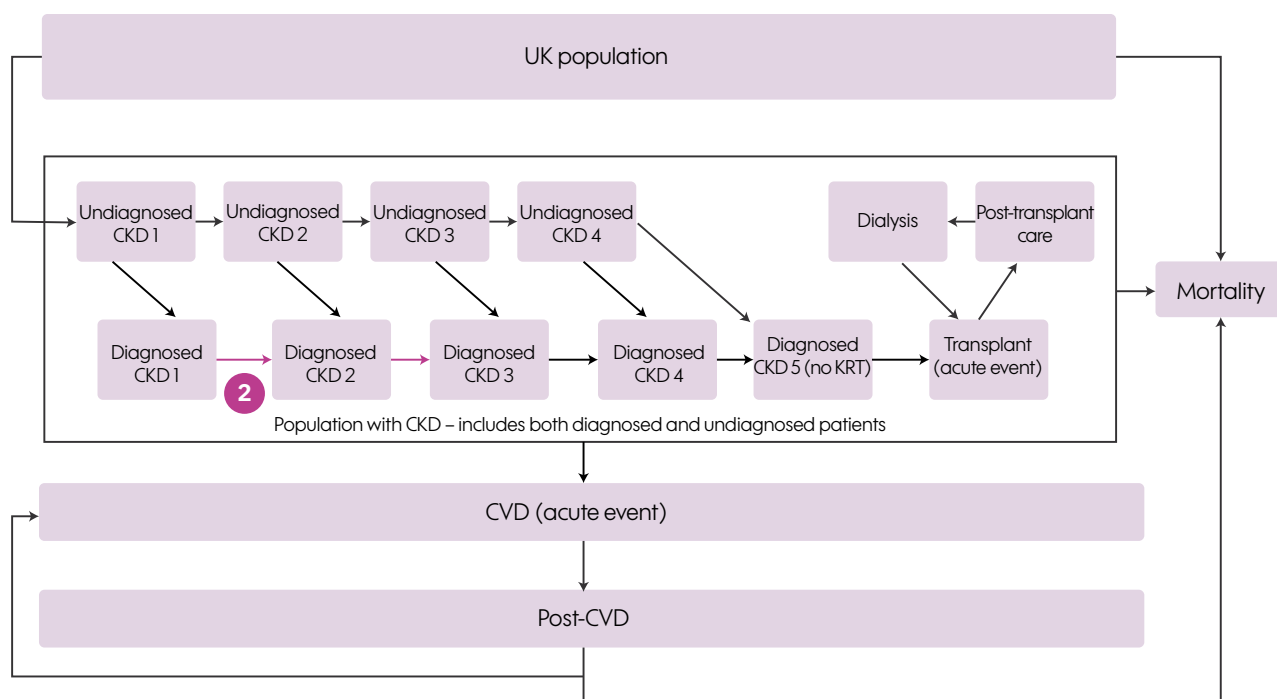 UK population
Undiagnosed
CKD 1
Undiagnosed
CKD 2
Undiagnosed
CKD 3
Undiagnosed
CKD 4
Dialysis
Post-transplant
care
Mortality
Diagnosed
CKD 1
2
Diagnosed
CKD 2
Diagnosed
CKD 3
Diagnosed
CKD 4
Diagnosed
CKD 5 (no KRT)
Transplant
(acute event)
Population with CKD – includes both diagnosed and undiagnosed patients
CVD (acute event)
Post-CVD